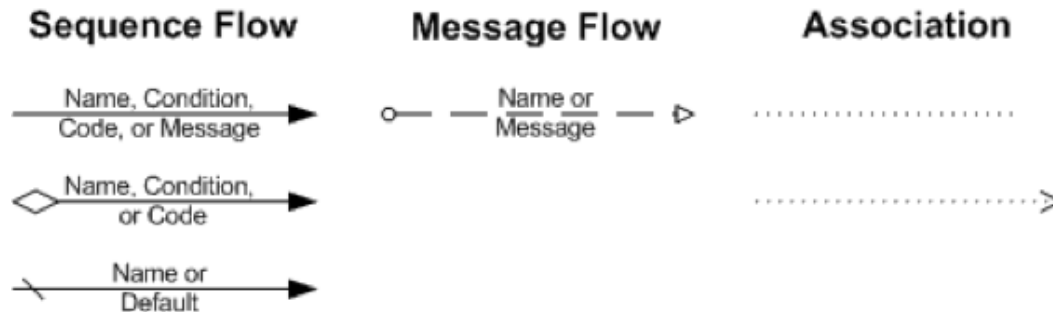 Sequence Flow
Message Flow
Association
Name, Condition,
Code, or Message
Name or
Message
Name, Condition,
or Code
Name or
Default